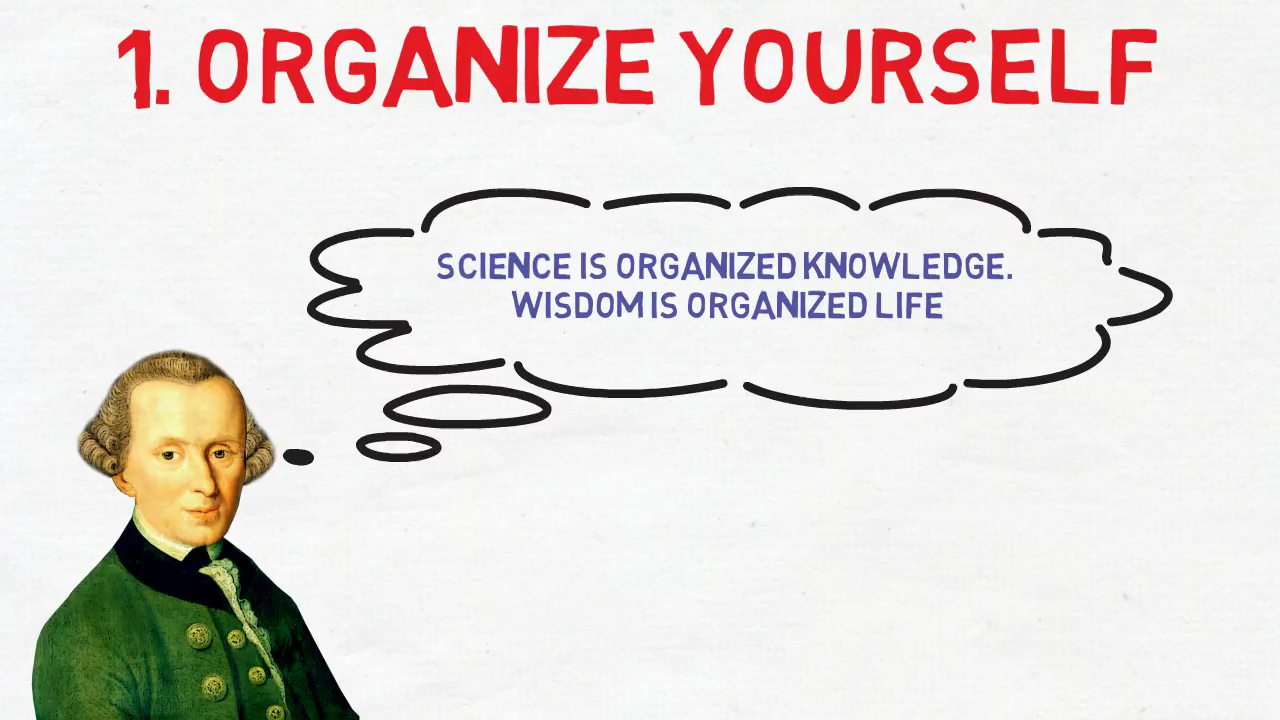 1. ORGANIZE YOURSELF
SCIENCE IS ORGANIZED KNOWLEDGE.
WISDOM IS ORGANIZED LIFE